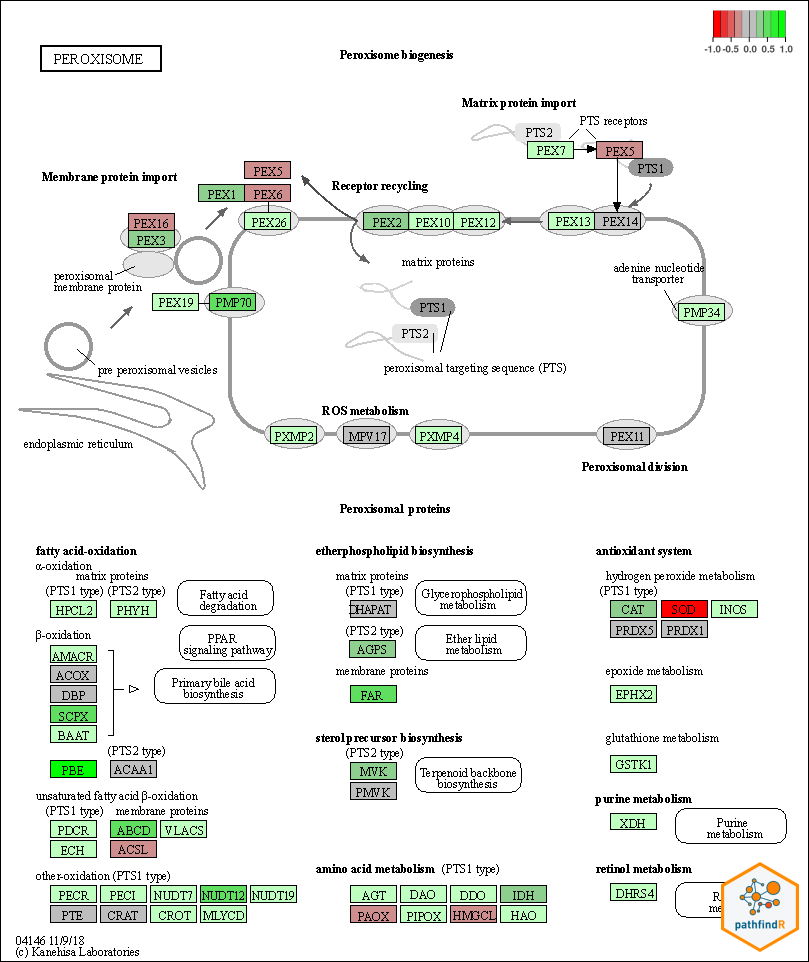 -1.0 -0.5 0.0 0.5 1.0
PEROXISOME
Peroxisome biogenesis
Matrix protein import
PTS2
PTS receptors
PEX7
PEX5
PTS1
Membrane protein import
PEX5
PEX1
PEX6
Receptor recycling
PEX16
PEX3
PEX26
PEX2
PEX10
PEX12
PEX13
PEX14
peroxisomal
membrane protein
matrix proteins
adenine nucleotide
transporter
PEX19
PMP70
PTS1
PMP34
PTS2
pre peroxisomal vesicles
peroxisomal targeting sequence (PTS)
ROS metabolism
endoplasmic reticulum
PXMP2
MPV17
PXMP4
PEX11
Peroxisomal division
Peroxisomal proteins
fatty acid-oxidation
α-oxidation
matrix proteins
(PTS1 type) (PTS2 type)
HPCL2
PHYH
Fatty acid
degradation
β-oxidation
PPAR
signaling pathway
AMACR
ACOX
DBP
SCPX
BAAT
Primary bile acid
biosynthesis
(PTS2 type)
PBE
ACAA1
unsaturated fatty acid β-oxidation
(PTS1 type) membrane proteins
PDCR
ABCD
VLACS
ECH
ACSL
other-oxidation (PTS1 type)
PECR
PECI
NUDT7
NUDT12
NUDT19
PTE
CRAT
CROT
MLYCD
etherphospholipid biosynthesis
matrix proteins
(PTS1 type)
DHAPAT
Glycerophospholipid
metabolism
(PTS2 type)
AGPS
Ether lipid
metabolism
membrane proteins
FAR
sterol precursor biosynthesis
(PTS2 type)
MVK
PMVK
Terpenoid backbone
biosynthesis
amino acid metabolism (PTS1 type)
AGT
DAO
DDO
IDH
PAOX
PIPOX
HMGCL
HAO
antioxidant system
hydrogen peroxide metabolism
(PTS1 type)
CAT
SOD
INOS
PRDX5
PRDX1
epoxide metabolism
EPHX2
glutathione metabolism
GSTK1
purine metabolism
XDH
Purine
metabolism
retinol metabolism
DHRS4
pathfindR
04146 11/9/18
(c) Kanehisa Laboratories